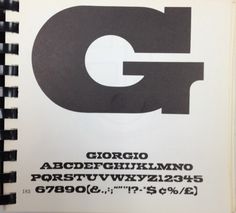 G
GIORGIO
ABCDEFGHIJKLMNO
PQRSTUVWXYZ12345
67890(&.,:;""''!?-*$¢%/£)